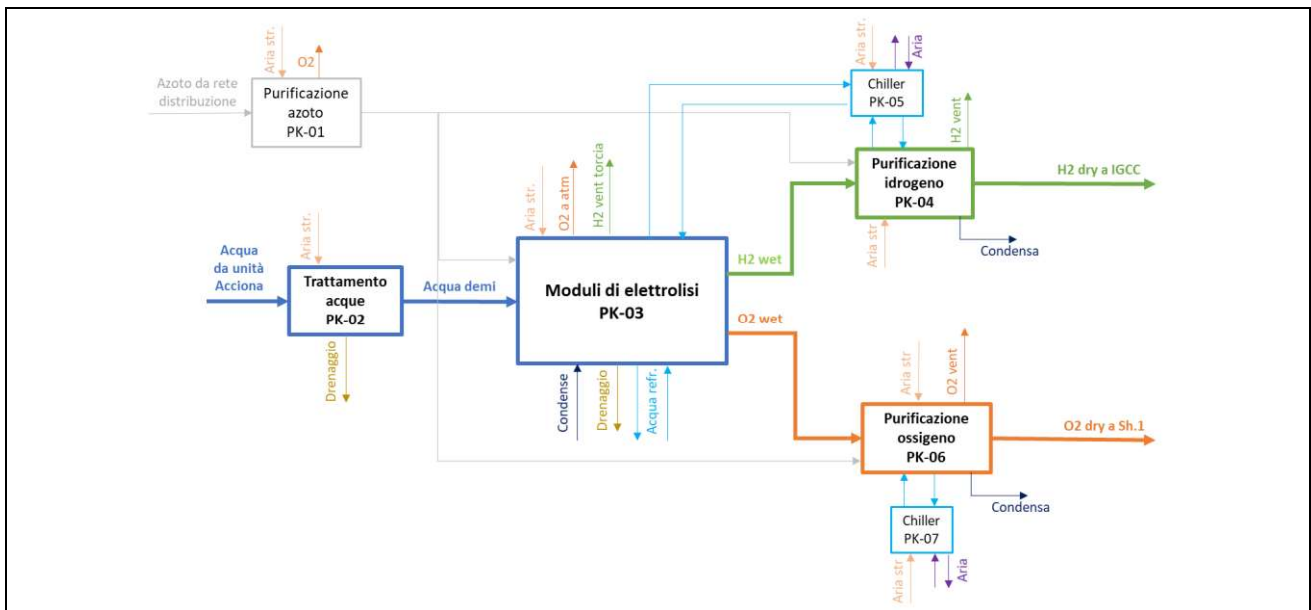 Aria str.
O2
Azoto da rete
distribuzione
Purificazione
azoto
PK-01
Aria str.
Aria
Chiller
PK-05
H2 vent
Purificazione
idrogeno
PK-04
H2 dry a IGCC
Aria str
Condensa
Aria str.
O2 a atm
H2 vent torcia
Aria str.
Acqua
da unità
Acciona
Trattamento
acque
PK-02
Acqua demi
Moduli di elettrolisi
PK-03
H2 wet
O2 wet
Drenaggio
Condense
Drenaggio
Acqua refr.
Aria str
O2 vent
Purificazione
ossigeno
PK-06
O2 dry a Sh.1
Condensa
Chiller
PK-07
Aria str
Aria